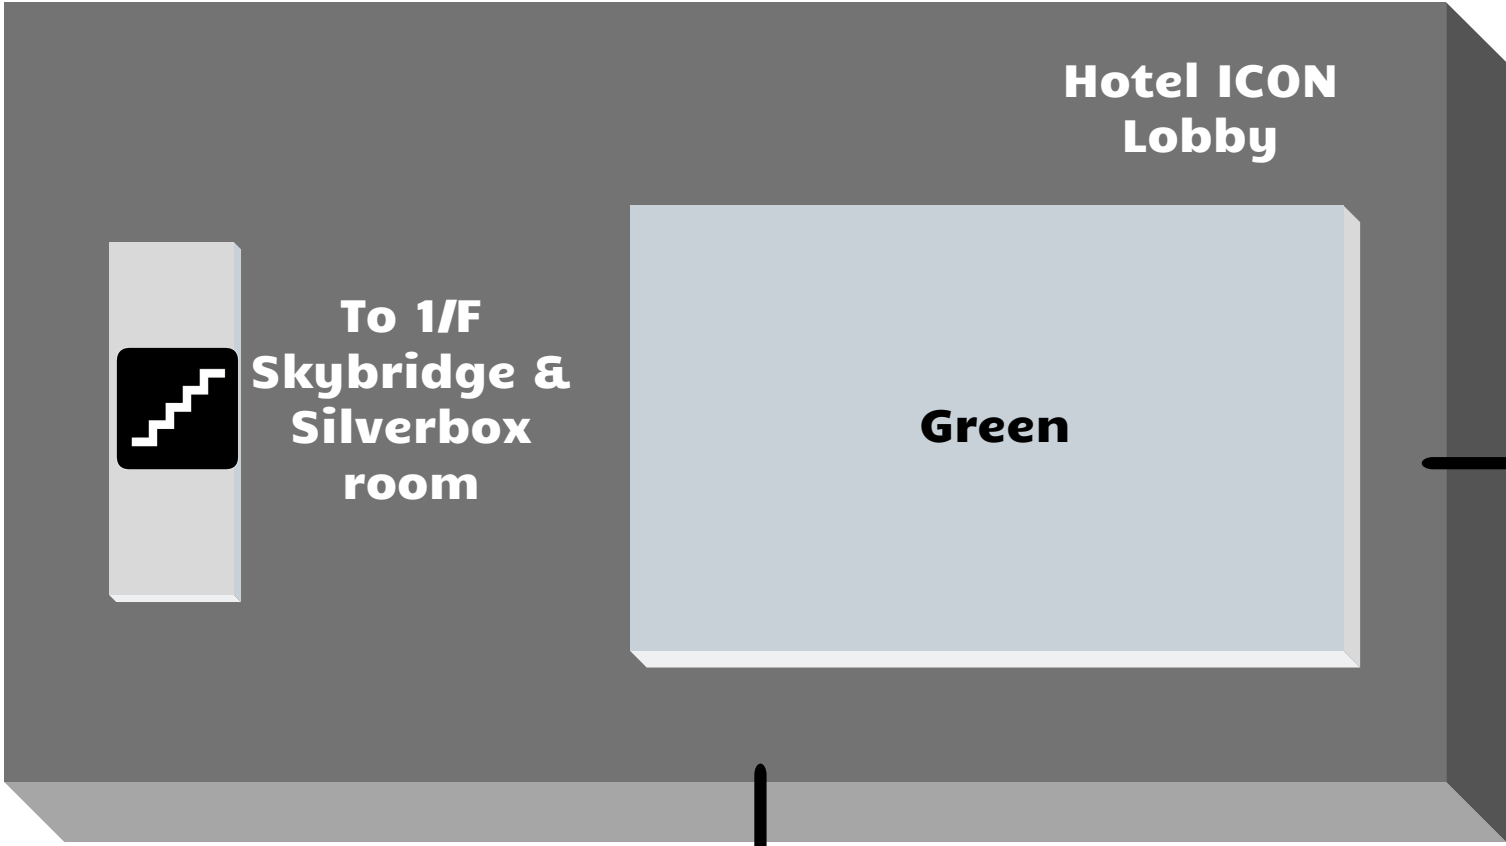 Hotel ICON
Lobby
To 1/F
Skybridge &
Silverbox
room
Green